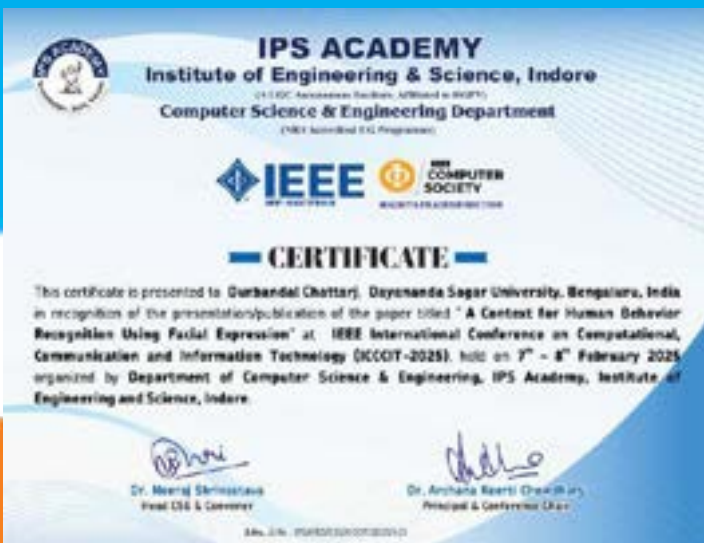 IPS ACADEMY
IPS ACADEMY
Institute of Engineering & Science, Indore
Computer Science & Engineering Department
IEEE
COMPUTER
SOCIETY
CERTIFICATE
This certificate is presented to Durbandal Chattarj, Dayananda Sagar University, Bengaluru, India
in recognition of the presentation/publication of the paper titled "A Context for Human Behavior
Recognition Using Facial Expression" at IEEE International Conference on Computational,
Communication and Information Technology (ICCCIT-2025). held on 7th - 8th February 2025
organized by Department of Computer Science & Engineering, IPS Academy, Institute of
Engineering and Science, Indore.
Dr. Neeraj Shrivastava
Head CSE & Convener
Dr. Archana Keerti Chowdhary
Principal & Conference Chair